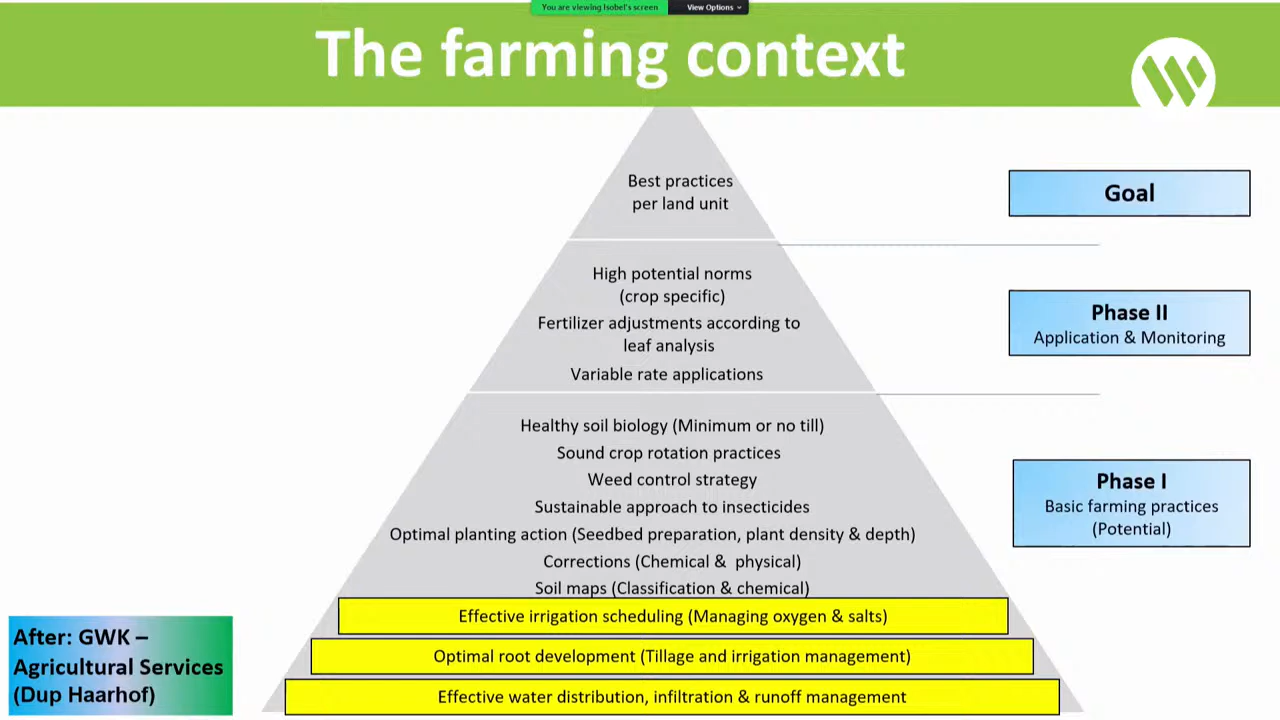 You are viewing Isobel's screen
View Options
The farming context
Best practices
per land unit
Goal
High potential norms
(crop specific)
Fertilizer adjustments according to
leaf analysis
Variable rate applications
Phase II
Application & Monitoring
Healthy soil biology (Minimum or no till)
Sound crop rotation practices
Weed control strategy
Sustainable approach to insecticides
Optimal planting action (Seedbed preparation, plant density & depth)
Corrections (Chemical & physical)
Soil maps (Classification & chemical)
Effective irrigation scheduling (Managing oxygen & salts)
Optimal root development (Tillage and irrigation management)
Effective water distribution, infiltration & runoff management
Phase I
Basic farming practices
(Potential)
After: GWK –
Agricultural Services
(Dup Haarhof)